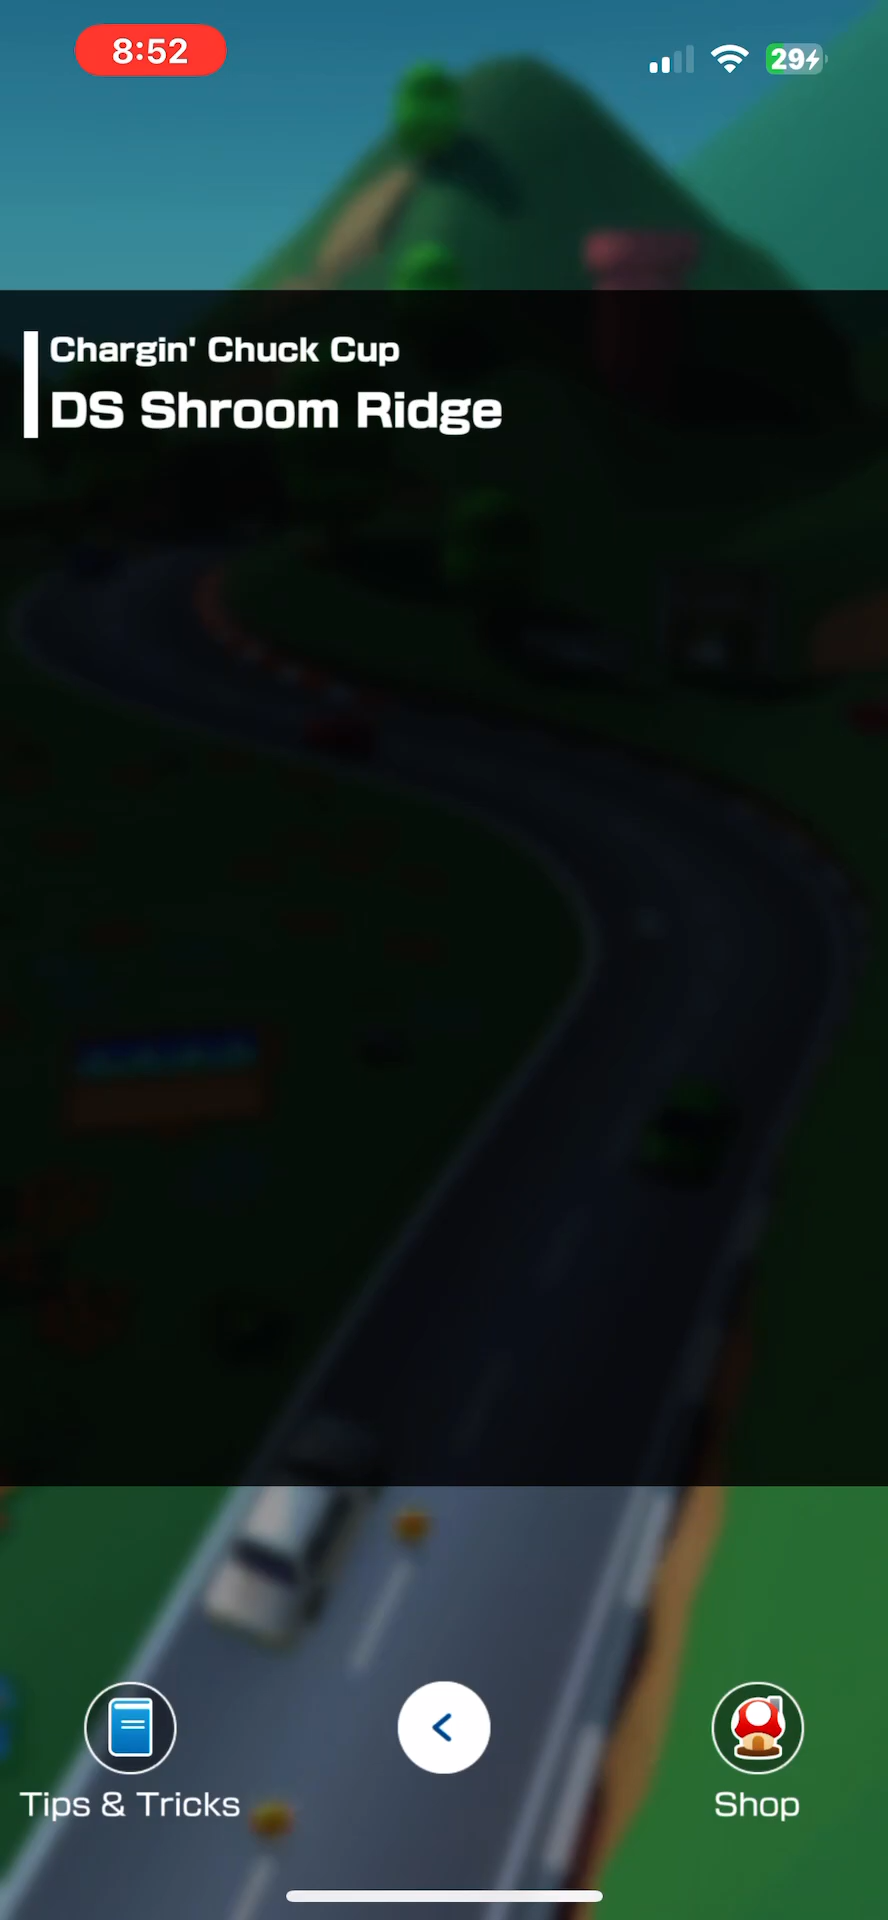 8:52
29
Chargin' Chuck Cup
DS Shroom Ridge
Tips & Tricks
Shop